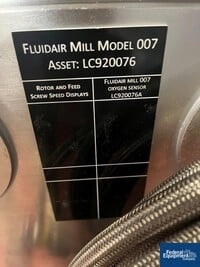 FLUIDAIR MILL MODEL 007
ASSET: LC920076
ROTOR AND FEED
SCREW SPEED DISPLAYS
FLUIDAIR MILL 007
OXYGEN SENSOR
LC920076A
Federal
Equipment
Company